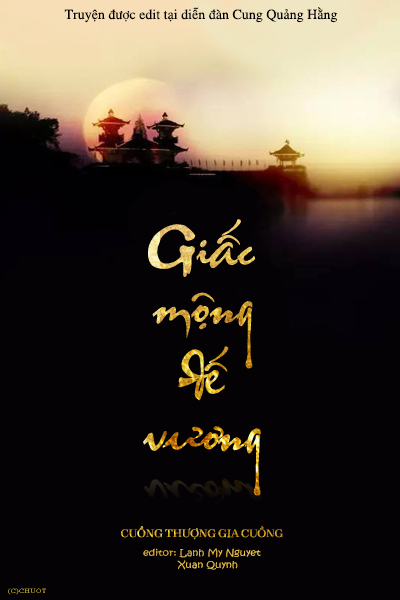 Truyện được edit tại diễn đàn Cung Quảng Hằng
Giấc
mộng
đế
vương
CUỒNG THƯỢNG GIA CUỒNG
editor: Lanh My Nguyet
Xuan Quynh
(C)CHUOT